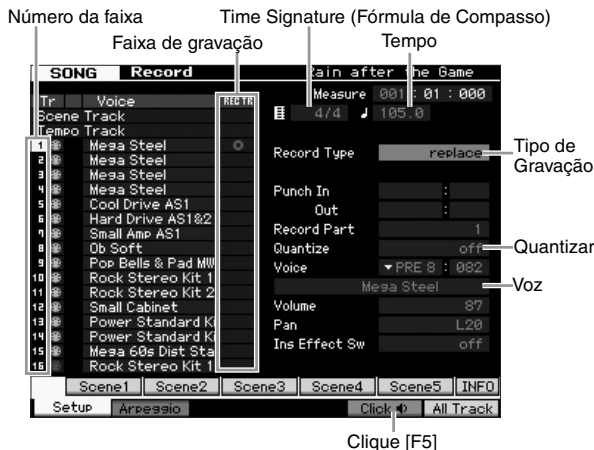 Número da faixa
Time Signature (Fórmula de Compasso)
Faixa de gravação
Tempo
SONG Record Rain after the Game
Measure 001 : 01 : 000
4/4 105.0
Tr Voice REC TR
Scene Track
Tempo Track
1 Mega Steel
2 Mega Steel
3 Mega Steel
4 Mega Steel
5 Cool Drive AS1
6 Hard Drive AS1&2
7 Small Amp AS1
8 Ob Soft
9 Pop Bells & Pad MW
10 Rock Stereo Kit 1
11 Rock Stereo Kit 2
12 Small Cabinet
13 Power Standard Ki
14 Power Standard Ki
15 Mega 60s Dist Sta
16 Rock Stereo Kit 1
Record Type replace
Punch In :
Out :
Record Part 1
Quantize off
Voice PRE 8 : 082
Mega Steel
Volume 87
Pan L20
Ins Effect Sw off
Tipo de
Gravação
Quantizar
Voz
Scene1 Scene2 Scene3 Scene4 Scene5 INFO
Setup Arpeggio Click All Track
Clique [F5]